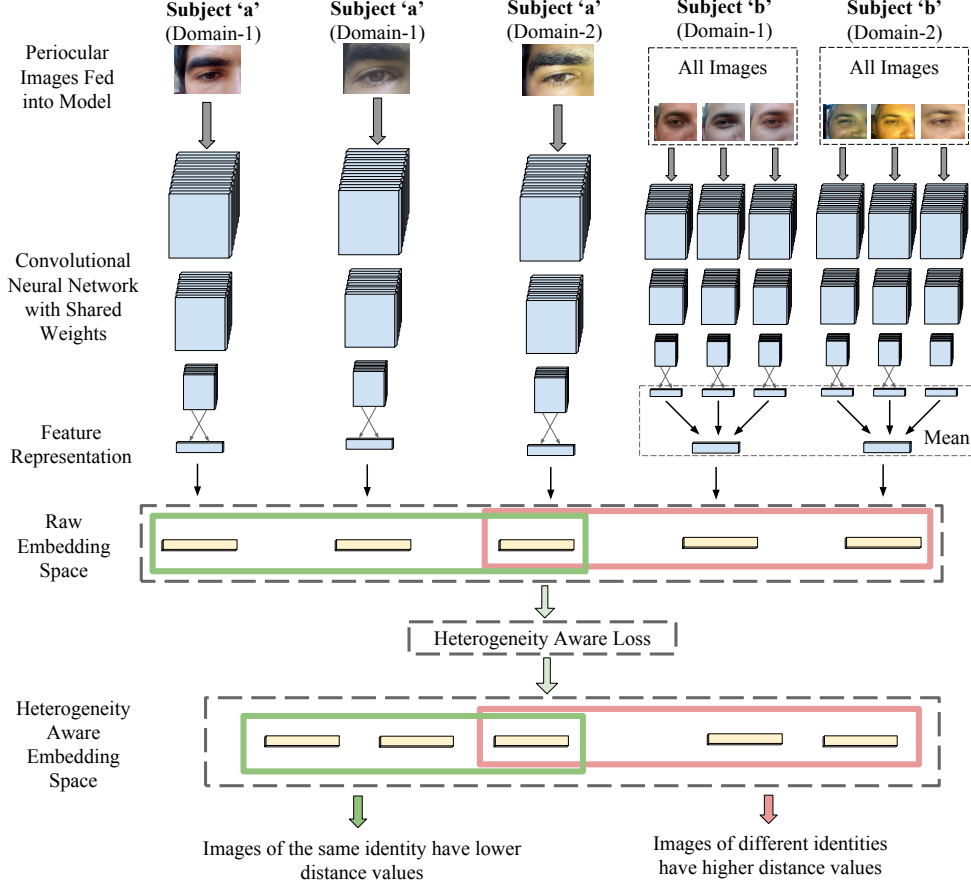 Subject ‘a’
(Domain-1)
Subject ‘a’
(Domain-1)
Subject ‘a’
(Domain-2)
Subject ‘b’
(Domain-1)
Subject ‘b’
(Domain-2)
Periocular
Images Fed
into Model
All Images
All Images
Convolutional
Neural Network
with Shared
Weights
Feature
Representation
Mean
Raw
Embedding
Space
Heterogeneity Aware Loss
Heterogeneity
Aware
Embedding
Space
Images of the same identity have lower
distance values
Images of different identities
have higher distance values